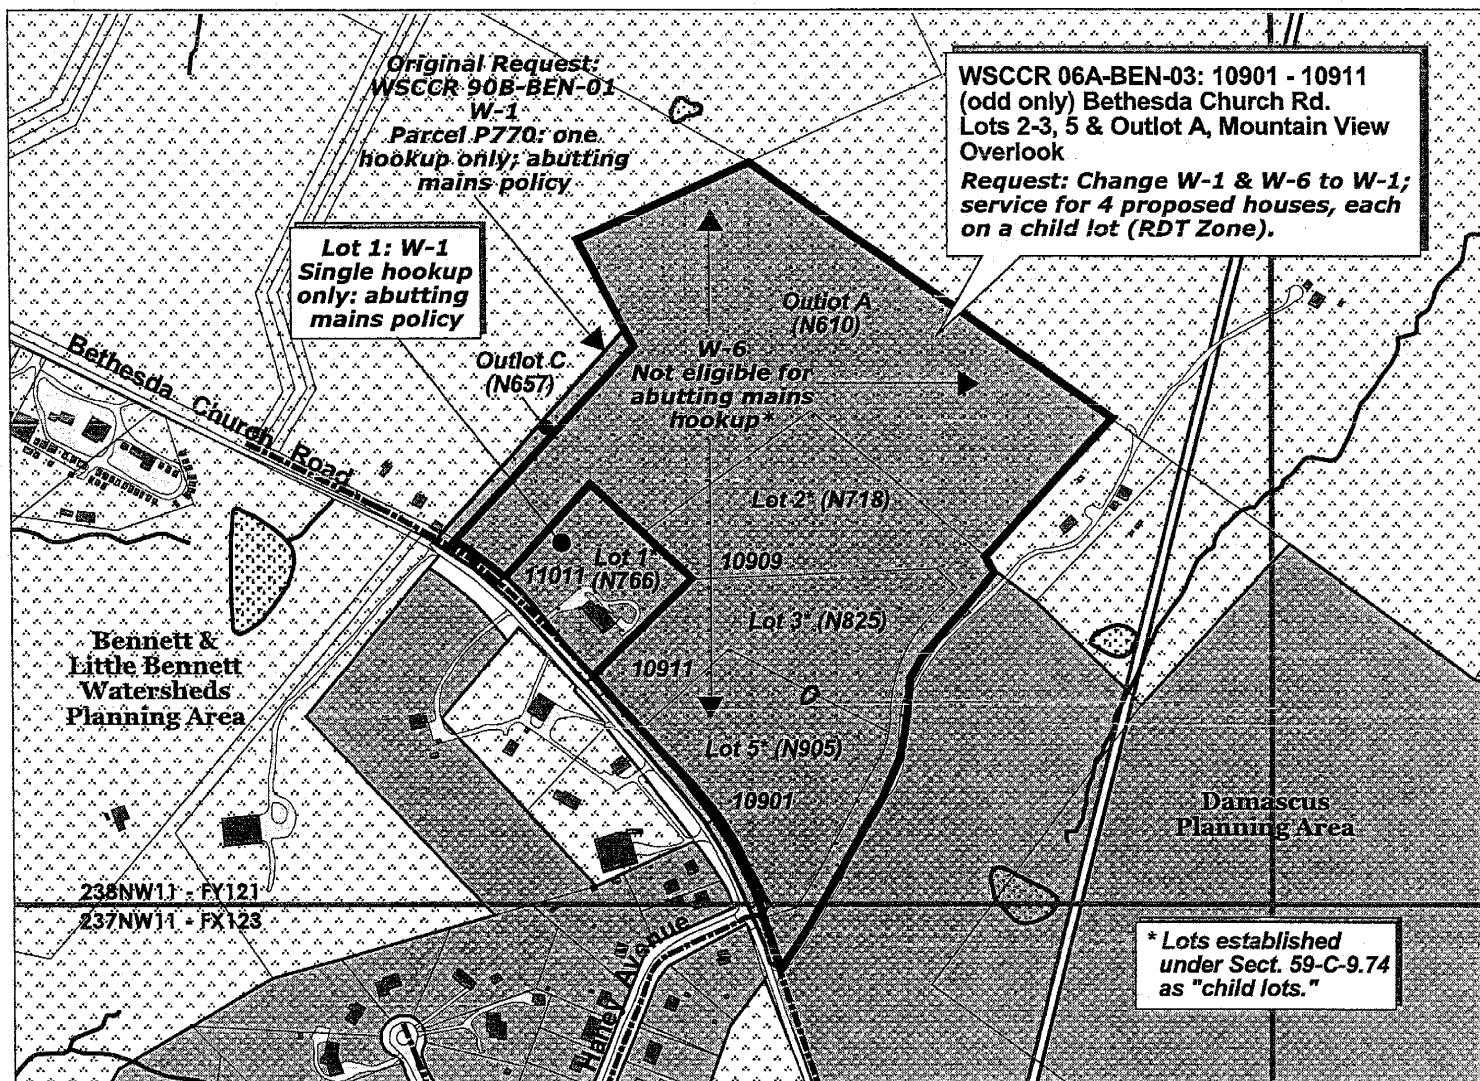 Original Request:
WSCCR 90B-BEN-01
W-1
Parcel P770: one
hookup only; abutting
mains policy
WSCCR 06A-BEN-03: 10901 - 10911
(odd only) Bethesda Church Rd.
Lots 2-3, 5 & Outlot A, Mountain View
Overlook
Request: Change W-1 & W-6 to W-1;
service for 4 proposed houses, each
on a child lot (RDT Zone).
Lot 1: W-1
Single hookup
only: abutting
mains policy
Outlot A
(N610)
Outlot C
(N657)
W-6
Not eligible for
abutting mains
hookup*
Bethesda Church Road
Lot 2* (N718)
Lot 1*
(N766)
11011
10909
Lot 3* (N825)
10911
Bennett &
Little Bennett
Watersheds
Planning Area
Lot 5* (N905)
10901
Damascus
Planning Area
238NW11 - FY121
237NW11 - FX123
Haney Avenue
* Lots established
under Sect. 59-C-9.74
as "child lots."